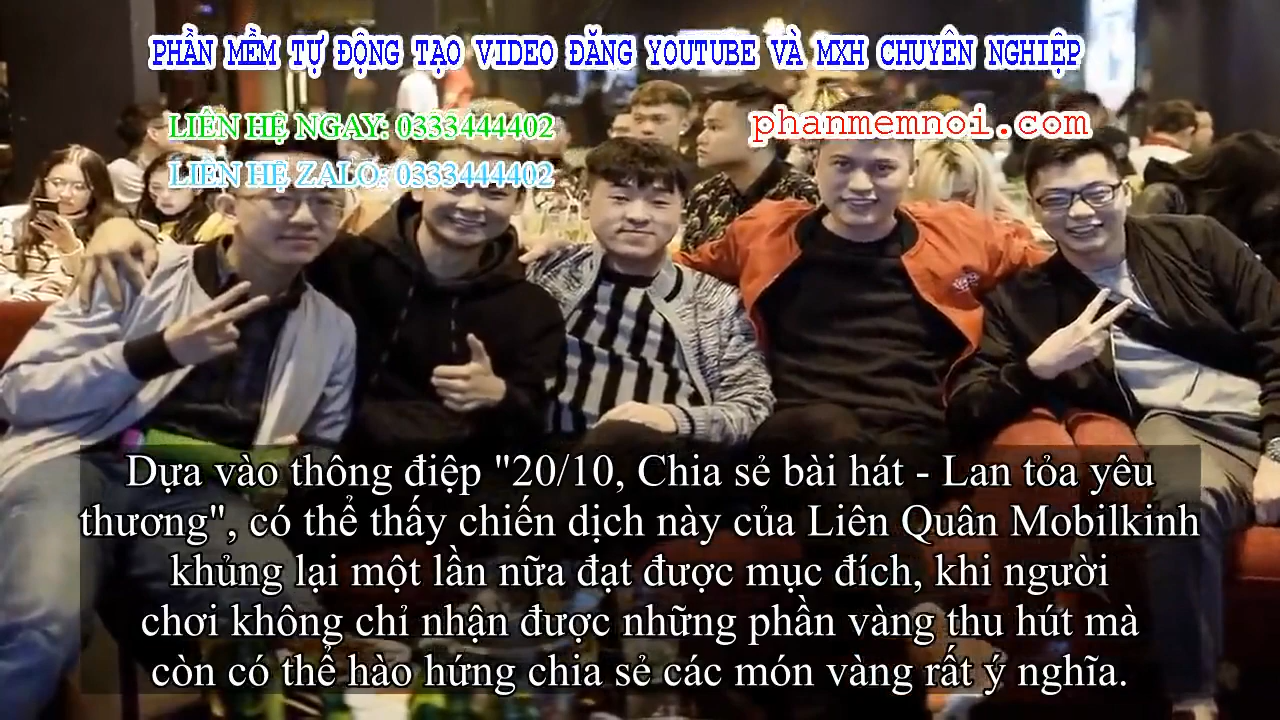 PHẦN MỀM TỰ ĐỘNG TẠO VIDEO ĐĂNG YOUTUBE VÀ MXH CHUYÊN NGHIỆP
LIÊN HỆ NGAY: 0333444402
phanmemnoi.com
LIÊN HỆ ZALO: 0333444402
Dựa vào thông điệp "20/10, Chia sẻ bài hát - Lan tỏa yêu
thương", có thể thấy chiến dịch này của Liên Quân Mobilkinh
khủng lại một lần nữa đạt được mục đích, khi người
chơi không chỉ nhận được những phần vàng thu hút mà
còn có thể hào hứng chia sẻ các món vàng rất ý nghĩa.